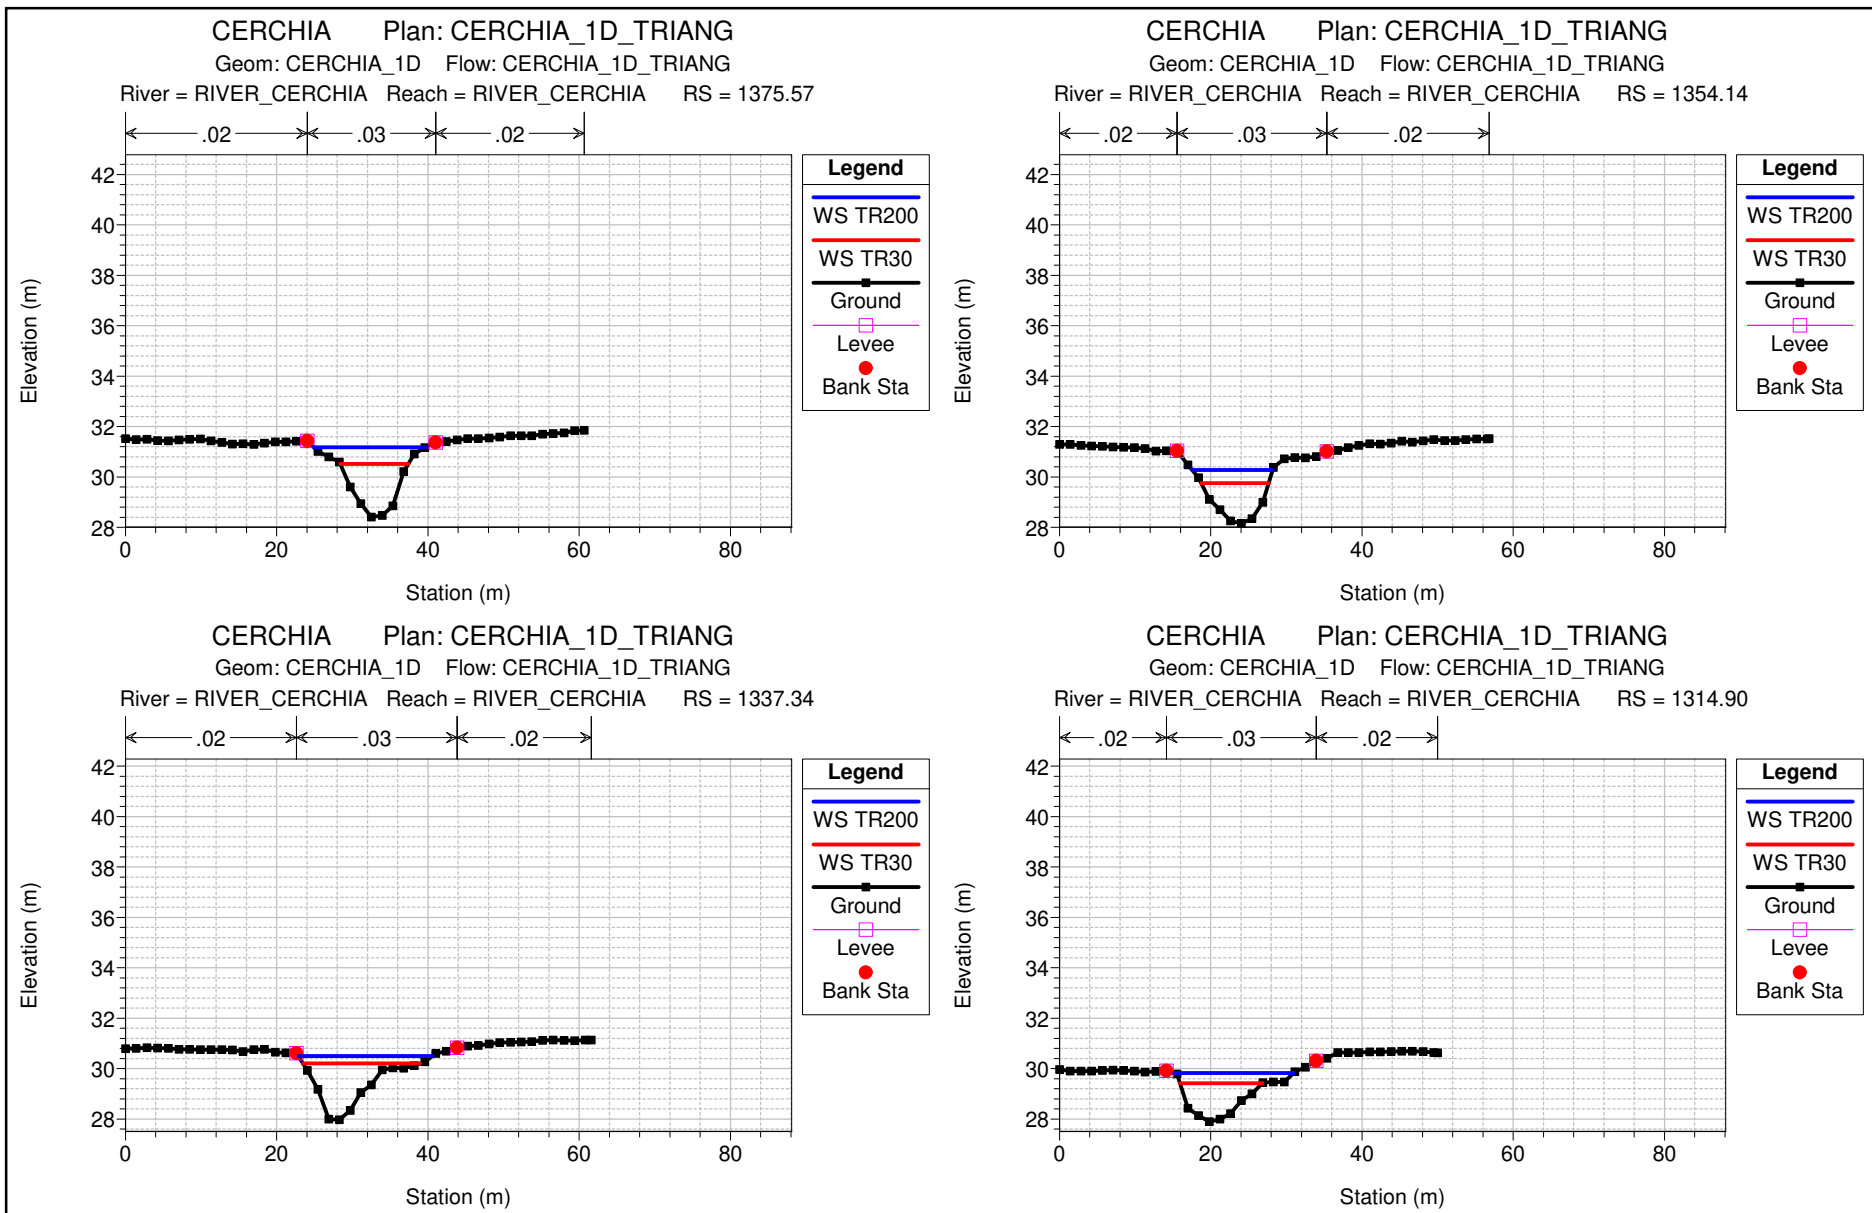 CERCHIA Plan: CERCHIA_1D_TRIANG
Geom: CERCHIA_1D Flow: CERCHIA_1D_TRIANG
River = RIVER_CERCHIA Reach = RIVER_CERCHIA RS = 1375.57
.02 .03 .02
42
40
38
36
34
32
30
28
Elevation (m)
0 20 40 60 80
Station (m)
Legend
WS TR200
WS TR30
Ground
Levee
Bank Sta
CERCHIA Plan: CERCHIA_1D_TRIANG
Geom: CERCHIA_1D Flow: CERCHIA_1D_TRIANG
River = RIVER_CERCHIA Reach = RIVER_CERCHIA RS = 1354.14
.02 .03 .02
42
40
38
36
34
32
30
28
Elevation (m)
0 20 40 60 80
Station (m)
Legend
WS TR200
WS TR30
Ground
Levee
Bank Sta
CERCHIA Plan: CERCHIA_1D_TRIANG
Geom: CERCHIA_1D Flow: CERCHIA_1D_TRIANG
River = RIVER_CERCHIA Reach = RIVER_CERCHIA RS = 1337.34
.02 .03 .02
42
40
38
36
34
32
30
28
Elevation (m)
0 20 40 60 80
Station (m)
Legend
WS TR200
WS TR30
Ground
Levee
Bank Sta
CERCHIA Plan: CERCHIA_1D_TRIANG
Geom: CERCHIA_1D Flow: CERCHIA_1D_TRIANG
River = RIVER_CERCHIA Reach = RIVER_CERCHIA RS = 1314.90
.02 .03 .02
42
40
38
36
34
32
30
28
Elevation (m)
0 20 40 60 80
Station (m)
Legend
WS TR200
WS TR30
Ground
Levee
Bank Sta